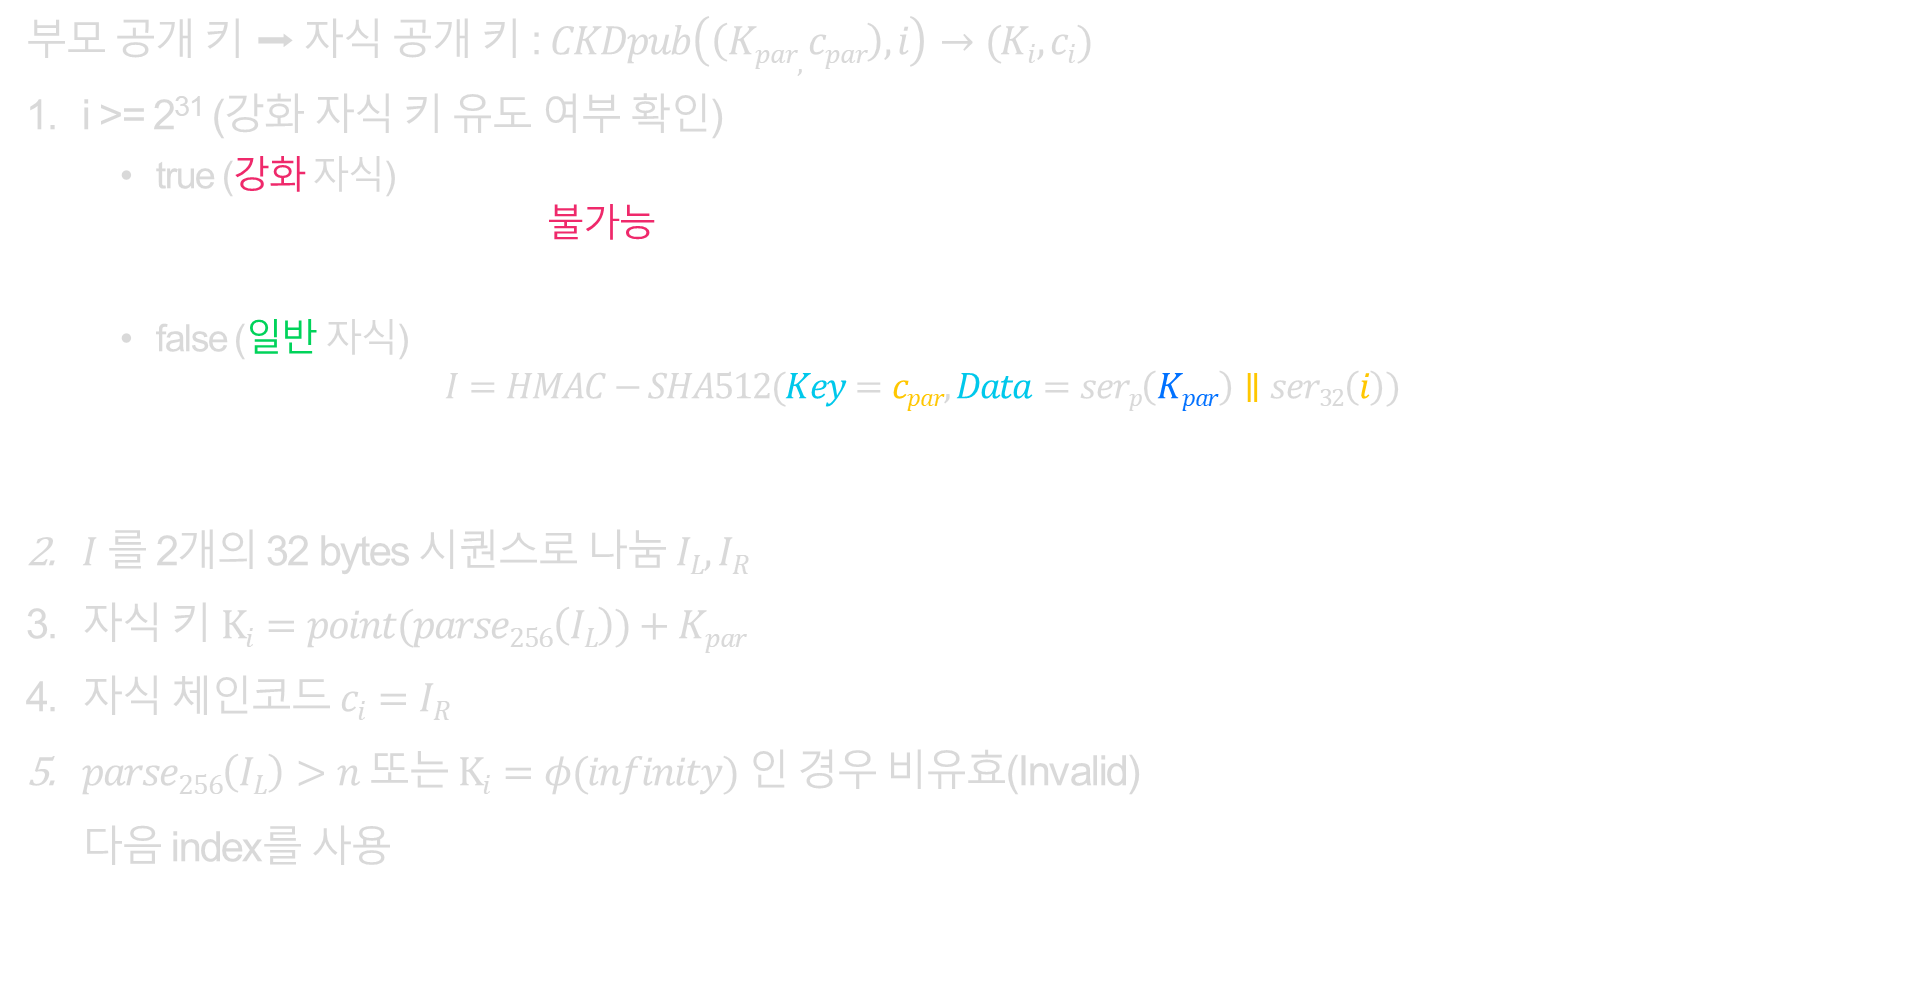 부모 공개 키 ➡ 자식 공개 키 : CKDpub((K_par, c_par), i) → (K_i, c_i)
1. i >= 2^31 (강화 자식 키 유도 여부 확인)
• true (강화 자식)
불가능
• false (일반 자식)
I = HMAC − SHA512(Key = c_par, Data = ser_p(K_par) ∥ ser_32(i))
2. I 를 2개의 32 bytes 시퀀스로 나눔 I_L, I_R
3. 자식 키 K_i = point(parse_256(I_L)) + K_par
4. 자식 체인코드 c_i = I_R
5. parse_256(I_L) > n 또는 K_i = ϕ(infinity) 인 경우 비유효(Invalid)
다음 index를 사용